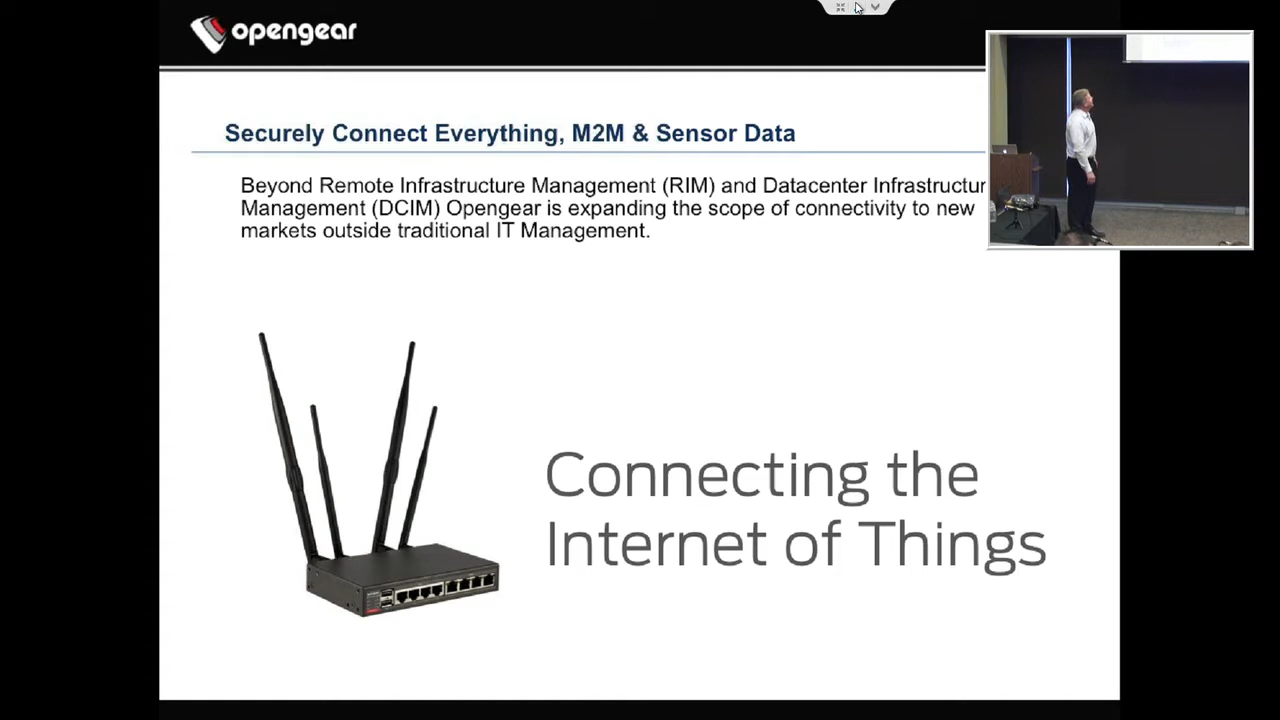 opengear
Securely Connect Everything, M2M & Sensor Data
Beyond Remote Infrastructure Management (RIM) and Datacenter Infrastructur
Management (DCIM) Opengear is expanding the scope of connectivity to new
markets outside traditional IT Management.
Connecting the
Internet of Things